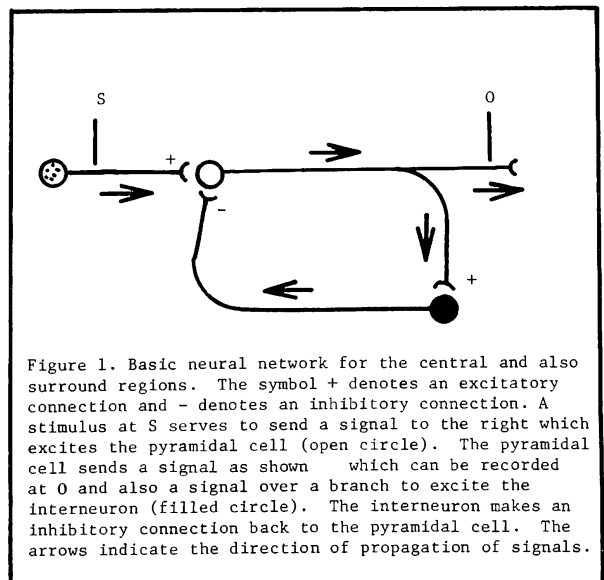 S
O
+
-
+
Figure 1. Basic neural network for the central and also
surround regions. The symbol + denotes an excitatory
connection and - denotes an inhibitory connection. A
stimulus at S serves to send a signal to the right which
excites the pyramidal cell (open circle). The pyramidal
cell sends a signal as shown which can be recorded
at O and also a signal over a branch to excite the
interneuron (filled circle). The interneuron makes an
inhibitory connection back to the pyramidal cell. The
arrows indicate the direction of propagation of signals.